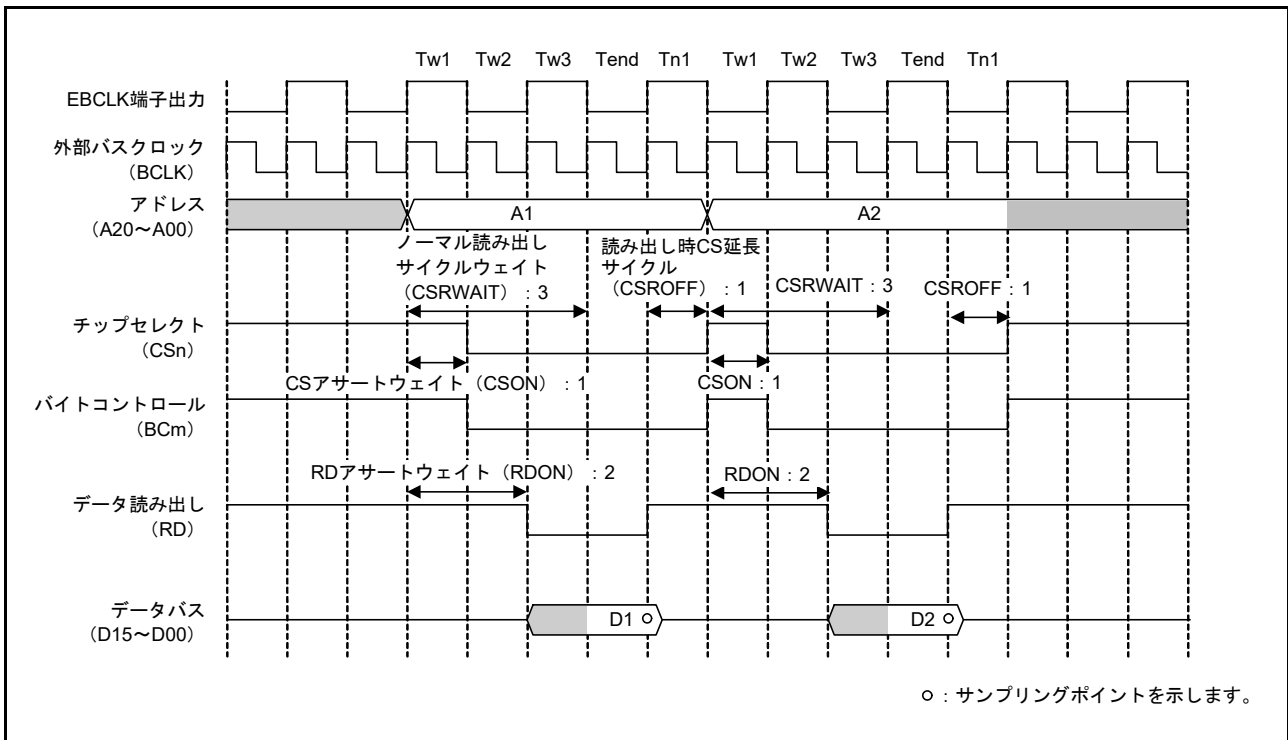 Tw1 Tw2 Tw3 Tend Tn1 Tw1 Tw2 Tw3 Tend Tn1
EBCLK端子出力
外部バスクロック
（BCLK）
アドレス
（A20～A00）
A1
A2
ノーマル読み出し
サイクルウェイト
（CSRWAIT）：3
読み出し時CS延長
サイクル
（CSROFF）：1
CSRWAIT：3
CSROFF：1
チップセレクト
（CSn）
CSアサートウェイト（CSON）：1
CSON：1
バイトコントロール
（BCm）
RDアサートウェイト（RDON）：2
RDON：2
データ読み出し
（RD）
データバス
（D15～D00）
D1
D2
：サンプリングポイントを示します。